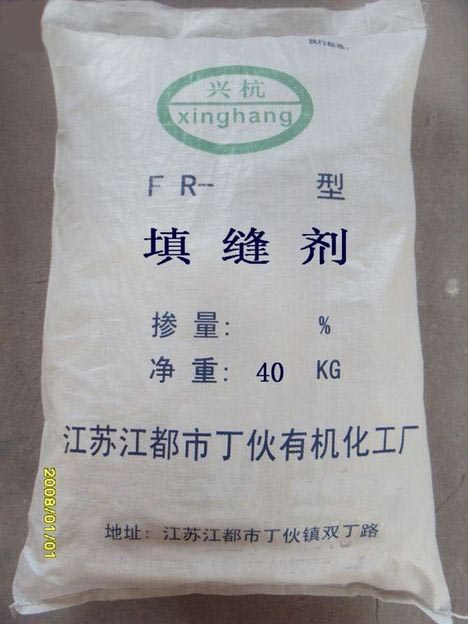 执行标准:
兴杭
xinghang
FR- 型
填缝剂
掺量: %
净重: 40 KG
江苏江都市丁伙有机化工厂
地址: 江苏江都市丁伙镇双丁路
2008/01/01